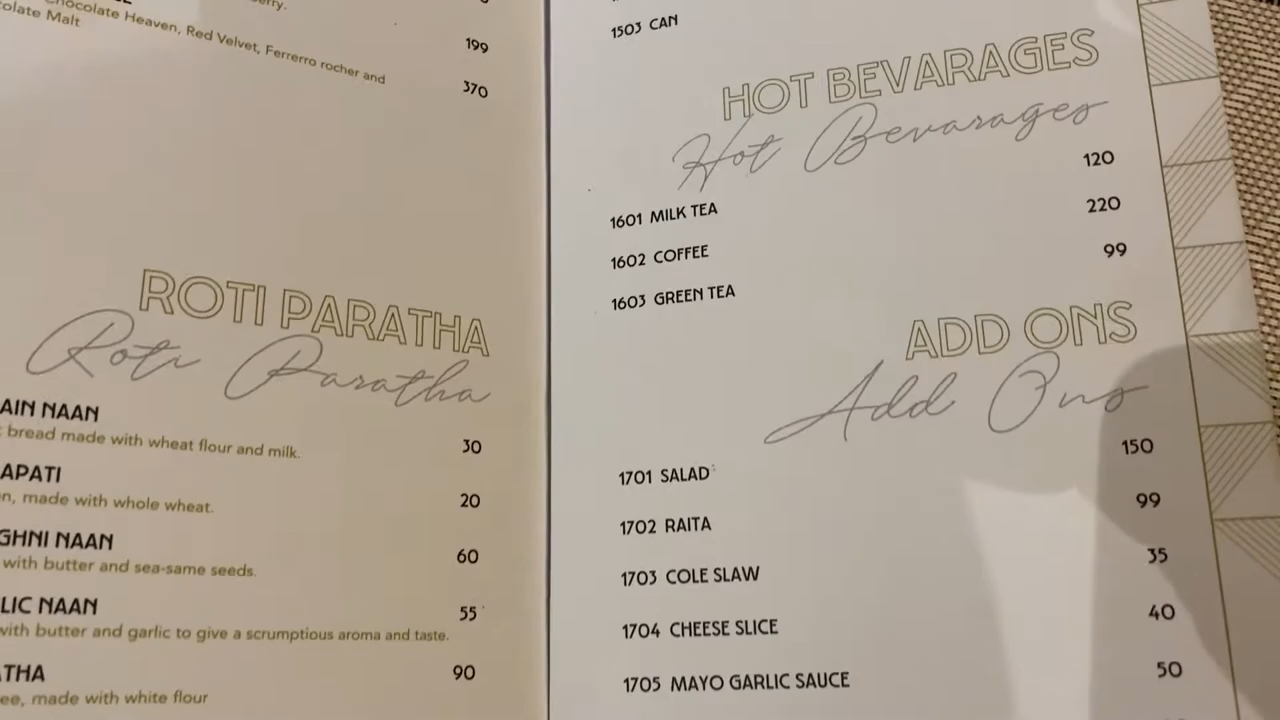 colate Malt
Chocolate Heaven, Red Velvet, Ferrerro rocher and
199
370
ROTI PARATHA
Roti Paratha
AIN NAAN
bread made with wheat flour and milk.
30
APATI
n, made with whole wheat.
20
GHNI NAAN
with butter and sea-same seeds.
60
LIC NAAN
with butter and garlic to give a scrumptious aroma and taste.
55
THA
ee, made with white flour
90
1503 CAN
HOT BEVARAGES
Hot Bevarages
120
1601 MILK TEA
220
1602 COFFEE
99
1603 GREEN TEA
ADD ONS
Add Ons
150
1701 SALAD
99
1702 RAITA
35
1703 COLE SLAW
40
1704 CHEESE SLICE
50
1705 MAYO GARLIC SAUCE